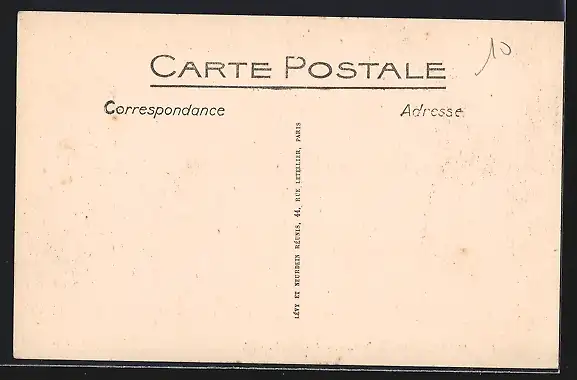 10
CARTE POSTALE
Correspondance
Adresse
LÉVY ET NEURDEIN RÉUNIS, 44, RUE LETELLIER, PARIS